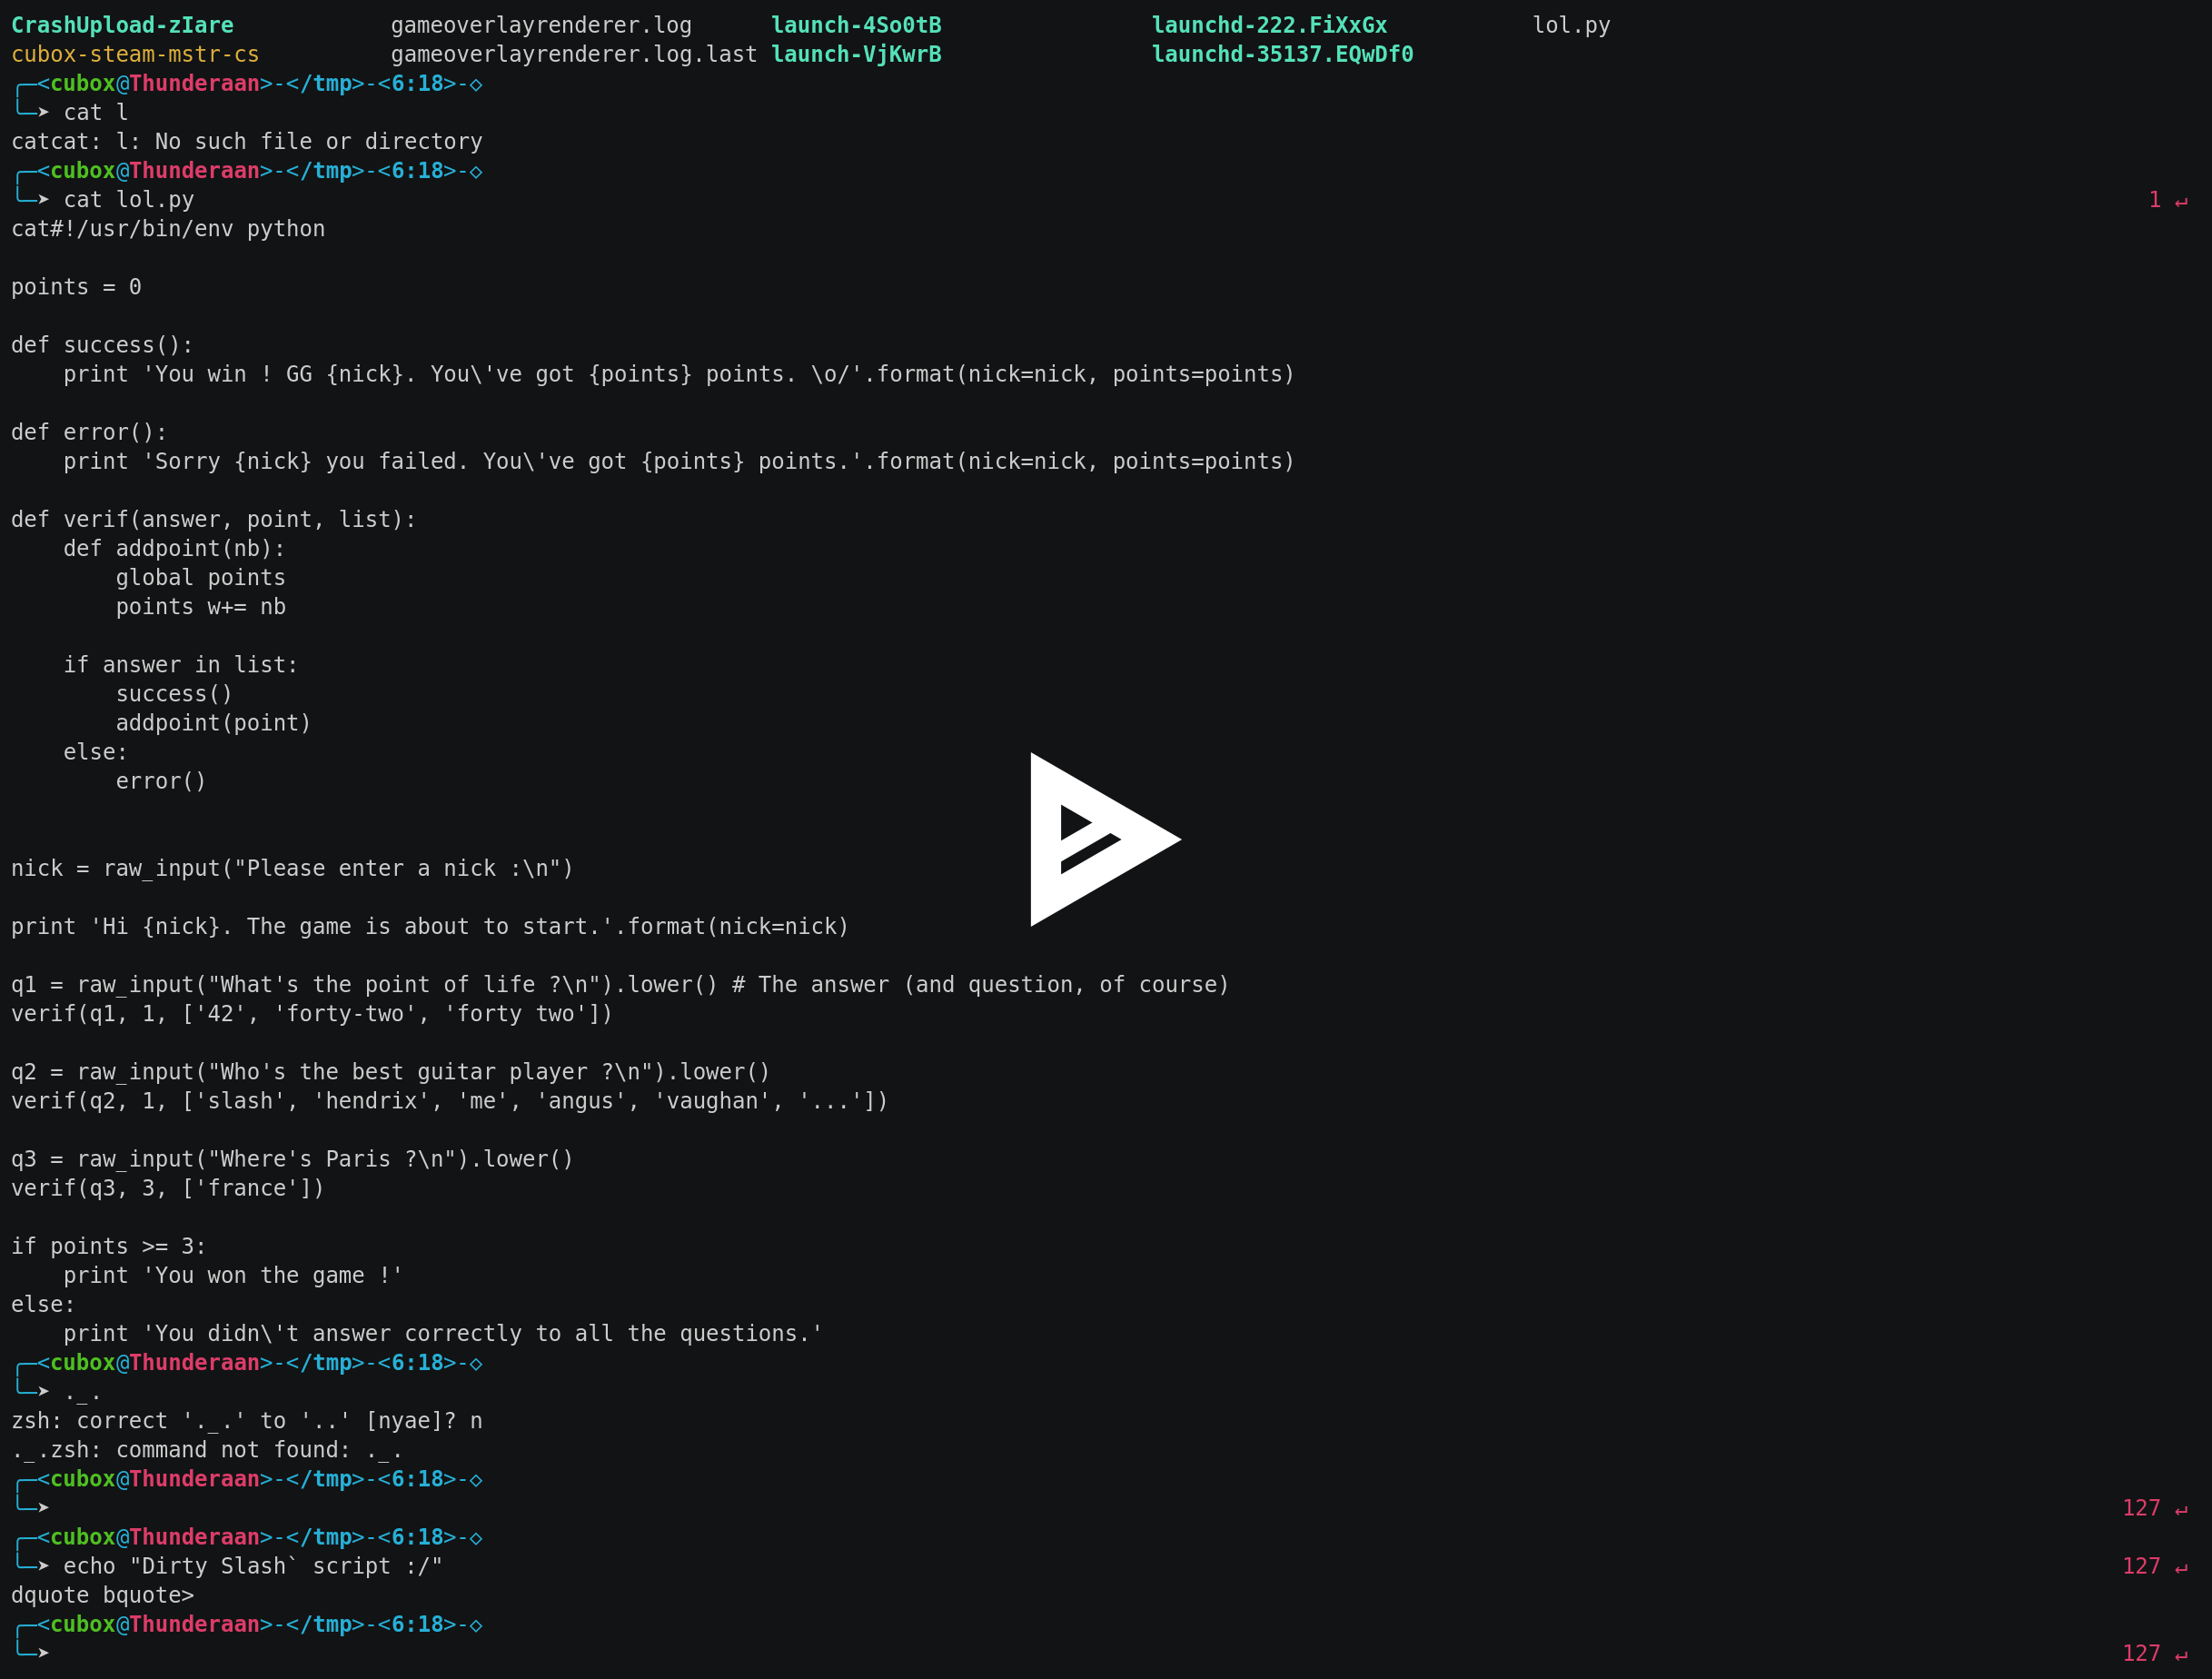 CrashUpload-zIare            gameoverlayrenderer.log      launch-4So0tB                launchd-222.FiXxGx           lol.py
cubox-steam-mstr-cs          gameoverlayrenderer.log.last launch-VjKwrB                launchd-35137.EQwDf0
╭─<cubox@Thunderaan>-</tmp>-<6:18>-◇
╰─➤ cat l
catcat: l: No such file or directory
╭─<cubox@Thunderaan>-</tmp>-<6:18>-◇
╰─➤ cat lol.py                                                                                                    1 ↵
cat#!/usr/bin/env python

points = 0

def success():
    print 'You win ! GG {nick}. You\'ve got {points} points. \o/'.format(nick=nick, points=points)

def error():
    print 'Sorry {nick} you failed. You\'ve got {points} points.'.format(nick=nick, points=points)

def verif(answer, point, list):
    def addpoint(nb):
        global points
        points w+= nb

    if answer in list:
        success()
        addpoint(point)
    else:
        error()


nick = raw_input("Please enter a nick :\n")

print 'Hi {nick}. The game is about to start.'.format(nick=nick)

q1 = raw_input("What's the point of life ?\n").lower() # The answer (and question, of course)
verif(q1, 1, ['42', 'forty-two', 'forty two'])

q2 = raw_input("Who's the best guitar player ?\n").lower()
verif(q2, 1, ['slash', 'hendrix', 'me', 'angus', 'vaughan', '...'])

q3 = raw_input("Where's Paris ?\n").lower()
verif(q3, 3, ['france'])

if points >= 3:
    print 'You won the game !'
else:
    print 'You didn\'t answer correctly to all the questions.'
╭─<cubox@Thunderaan>-</tmp>-<6:18>-◇
╰─➤ ._.
zsh: correct '._.' to '..' [nyae]? n
._.zsh: command not found: ._.
╭─<cubox@Thunderaan>-</tmp>-<6:18>-◇
╰─➤                                                                                                             127 ↵
╭─<cubox@Thunderaan>-</tmp>-<6:18>-◇
╰─➤ echo "Dirty Slash` script :/"                                                                               127 ↵
dquote bquote>
╭─<cubox@Thunderaan>-</tmp>-<6:18>-◇
╰─➤                                                                                                             127 ↵